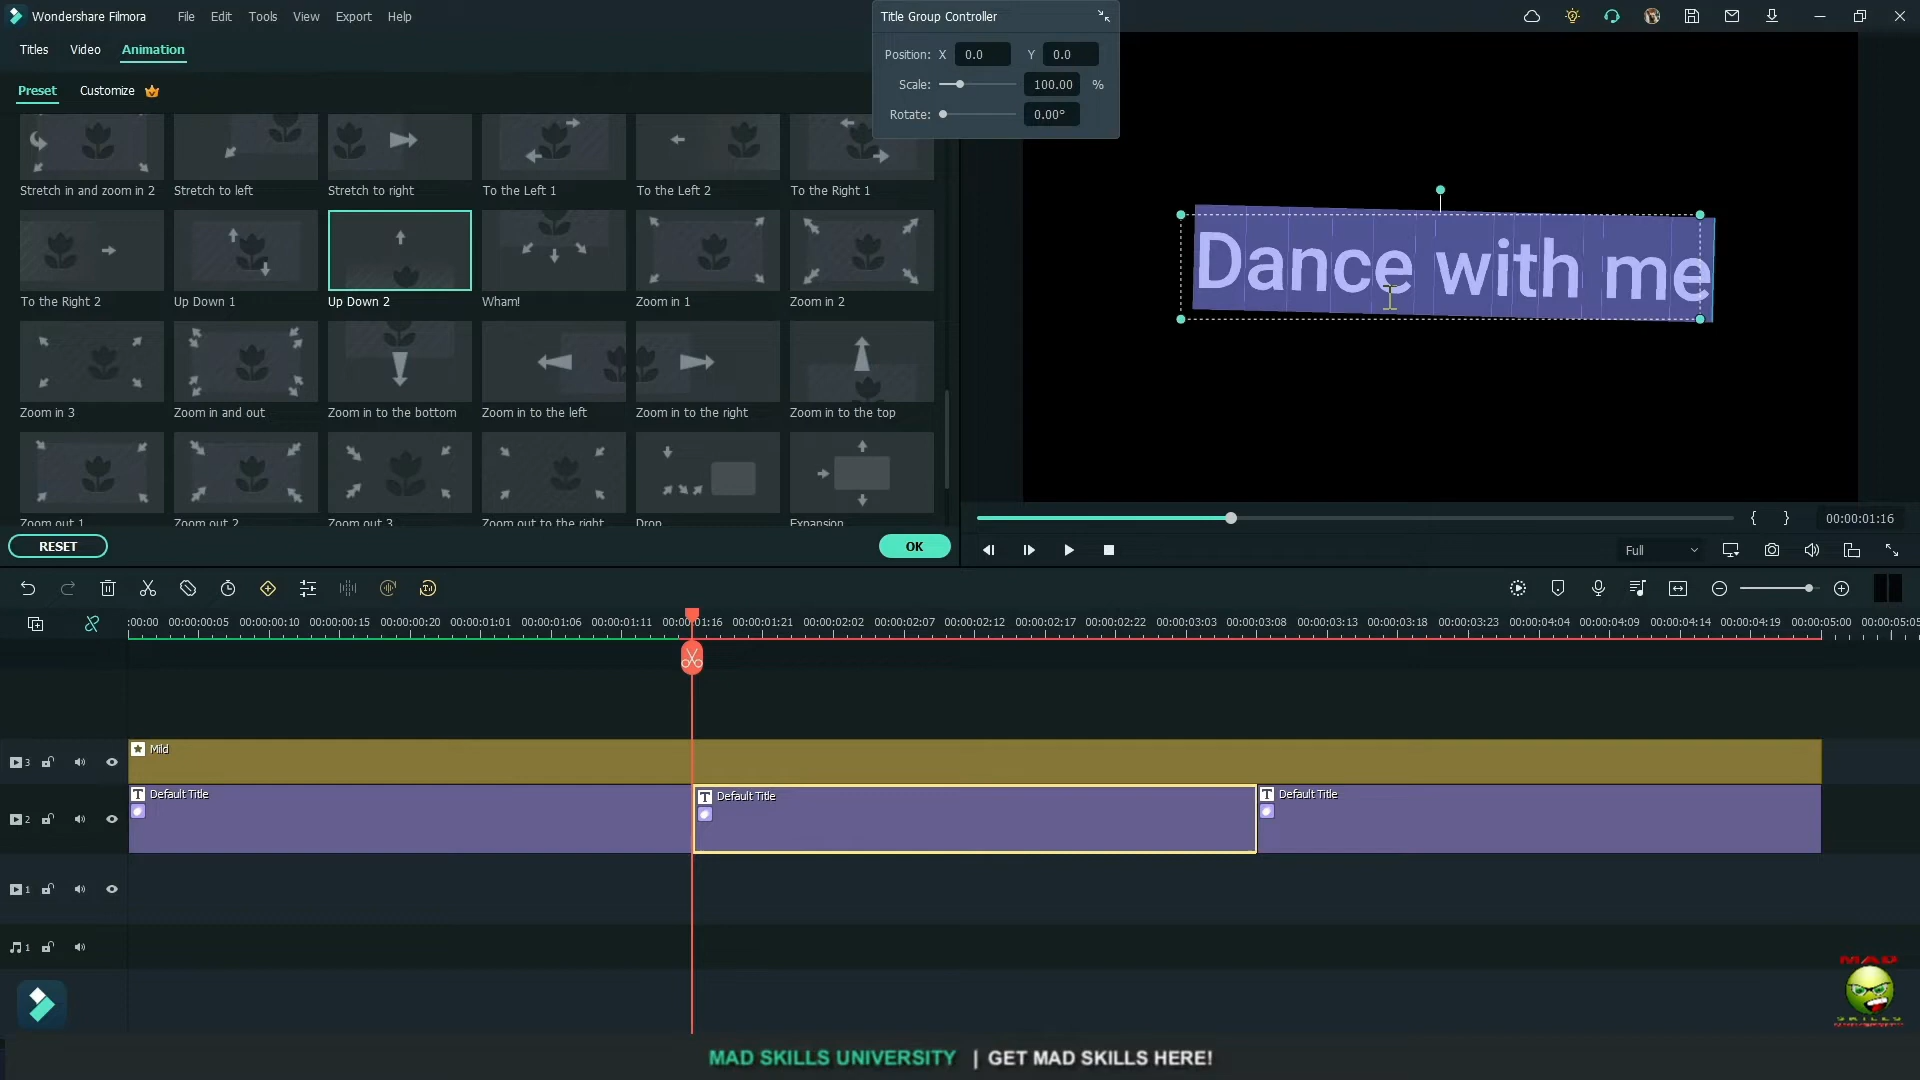 Wondershare Filmora File Edit Tools View Export Help
Title Group Controller
Titles Video Animation
Position: X 0.0 Y 0.0
Scale: 100.00 %
Preset Customize
Rotate: 0.00°
Stretch in and zoom in 2 Stretch to left Stretch to right To the Left 1 To the Left 2 To the Right 1
To the Right 2 Up Down 1 Up Down 2 Wham! Zoom in 1 Zoom in 2
Dance with me
Zoom in 3 Zoom in and out Zoom in to the bottom Zoom in to the left Zoom in to the right Zoom in to the top
Zoom out 1 Zoom out 2 Zoom out 3 Zoom out to the right Drop Expansion
{ } 00:00:01:16
RESET OK
Full
:00:00 00:00:00:05 00:00:00:10 00:00:00:15 00:00:00:20 00:00:01:01 00:00:01:06 00:00:01:11 00:00:01:16 00:00:01:21 00:00:02:02 00:00:02:07 00:00:02:12 00:00:02:17 00:00:02:22 00:00:03:03 00:00:03:08 00:00:03:13 00:00:03:18 00:00:03:23 00:00:04:04 00:00:04:09 00:00:04:14 00:00:04:19 00:00:05:00 00:00:05:05
3 Mild
T Default Title T Default Title T Default Title
2
1
1
MAD
SKILLS
MAD SKILLS UNIVERSITY | GET MAD SKILLS HERE!